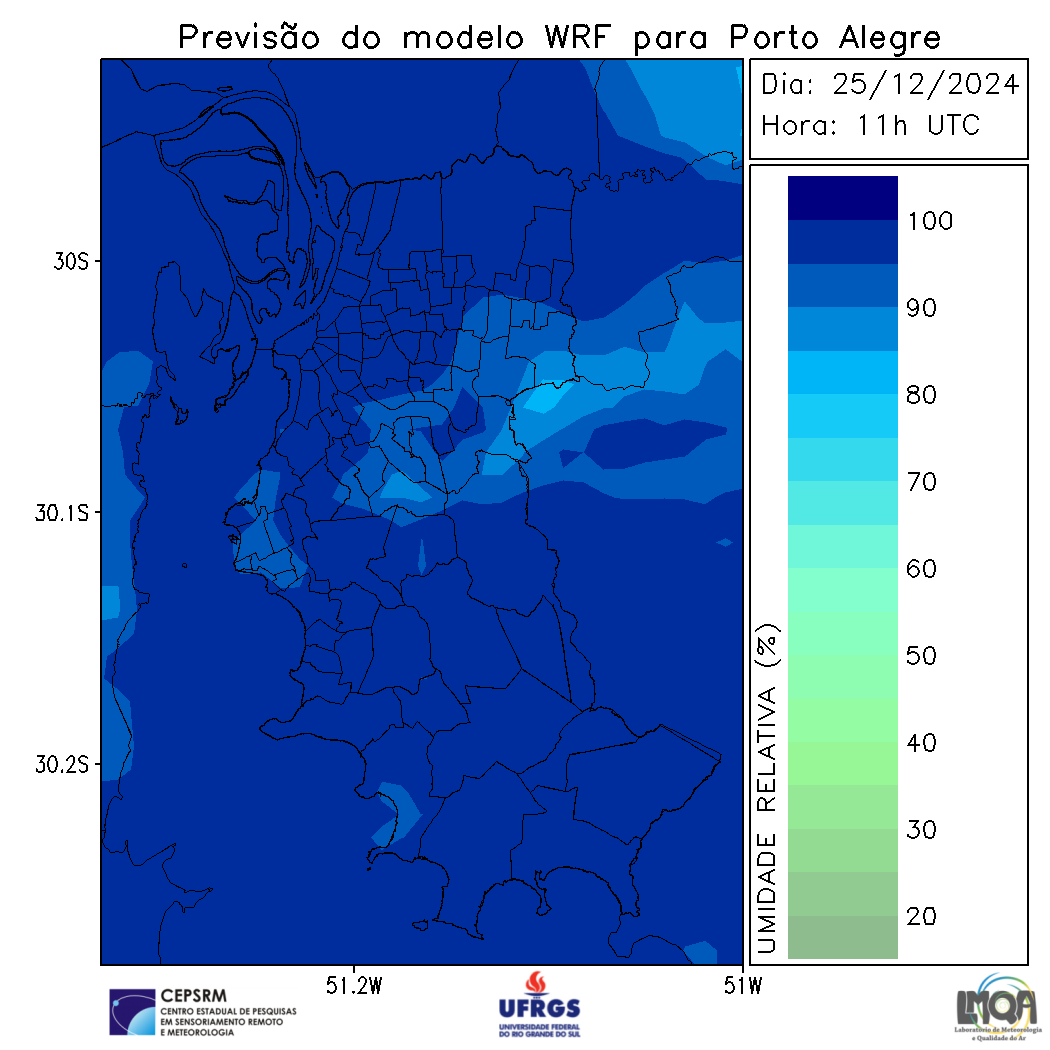 Previsão do modelo WRF para Porto Alegre
Dia: 25/12/2024
Hora: 11h UTC
30S
30.1S
30.2S
51.2W
51W
UMIDADE RELATIVA (%)
100
90
80
70
60
50
40
30
20
CEPSRM
CENTRO ESTADUAL DE PESQUISAS
EM SENSORIAMENTO REMOTO
E METEOROLOGIA
UFRGS
UNIVERSIDADE FEDERAL
DO RIO GRANDE DO SUL
LMQA
Laboratório de Meteorologia
e Qualidade do Ar